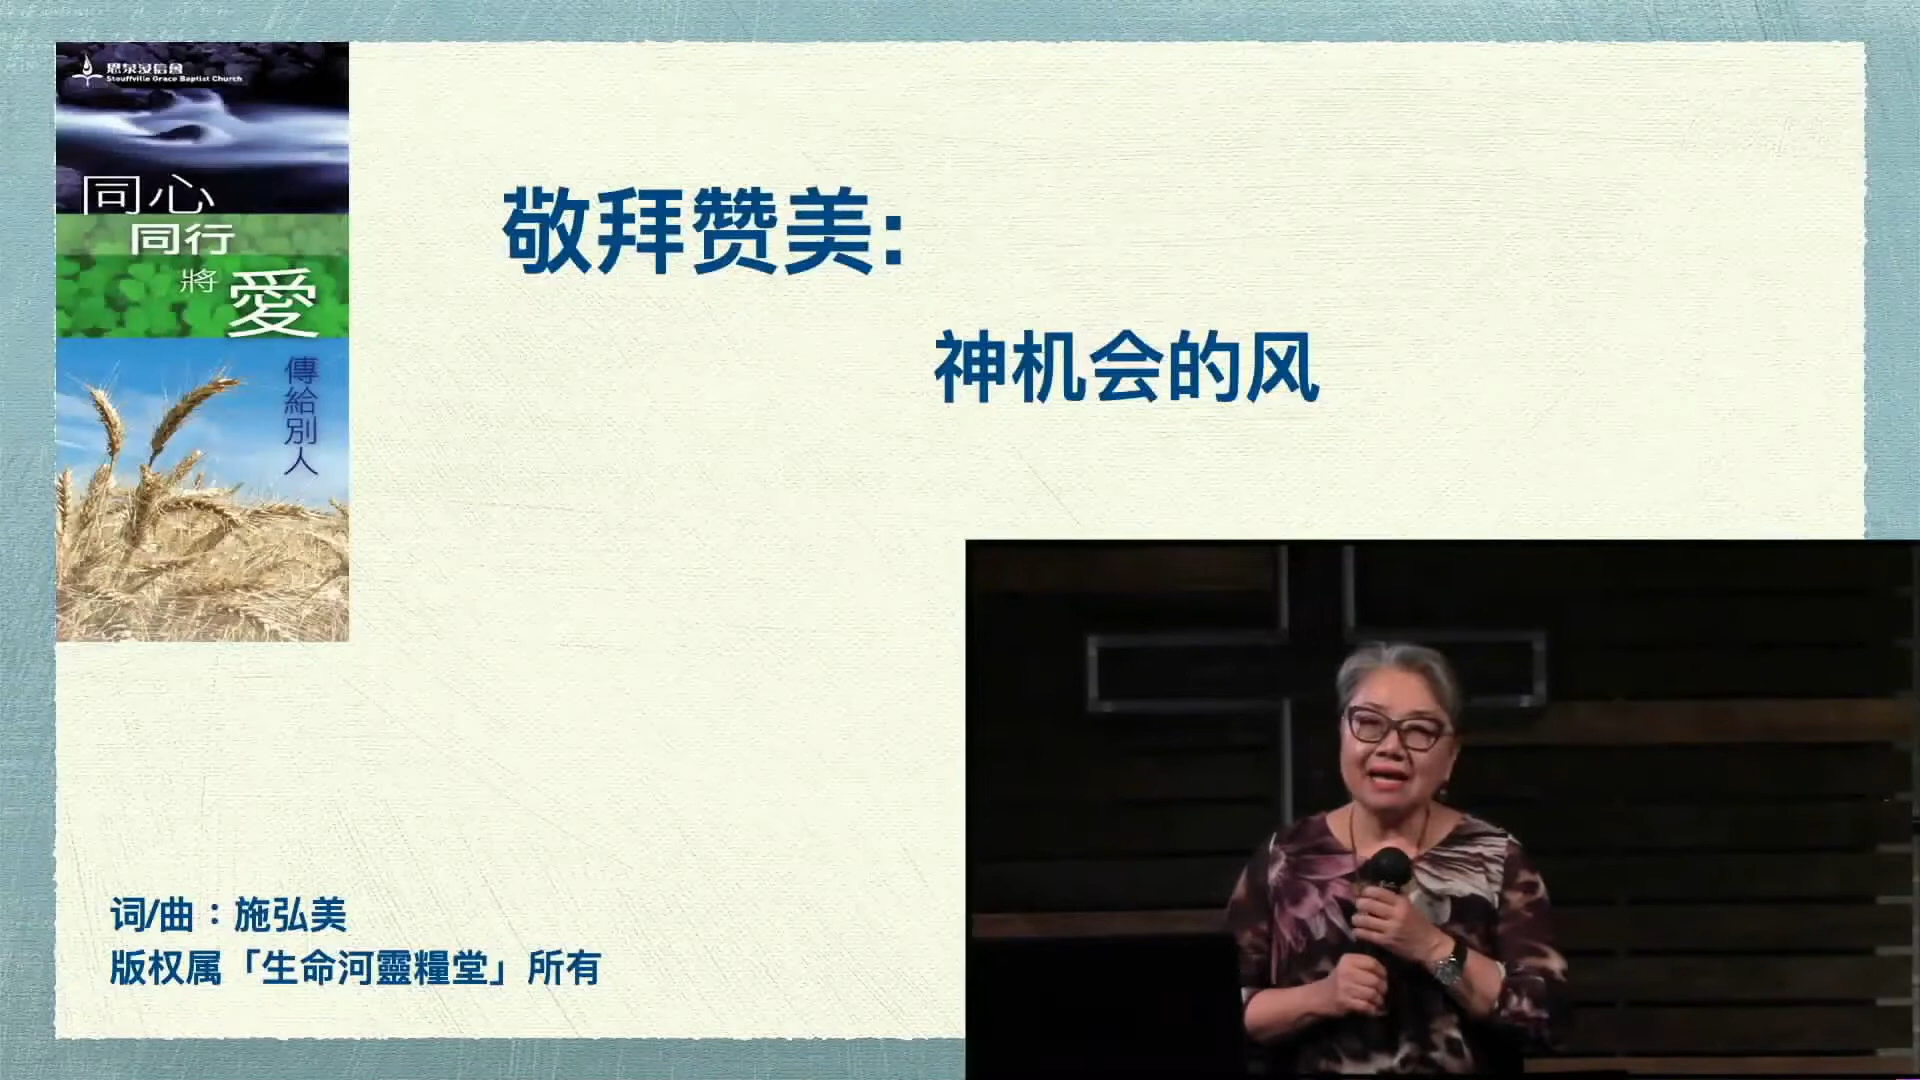 恩泉浸信會
Stouffville Grace Baptist Church
同心
同行
將愛
傳給別人
敬拜赞美:
神机会的风
词/曲：施弘美
版权属「生命河靈糧堂」所有